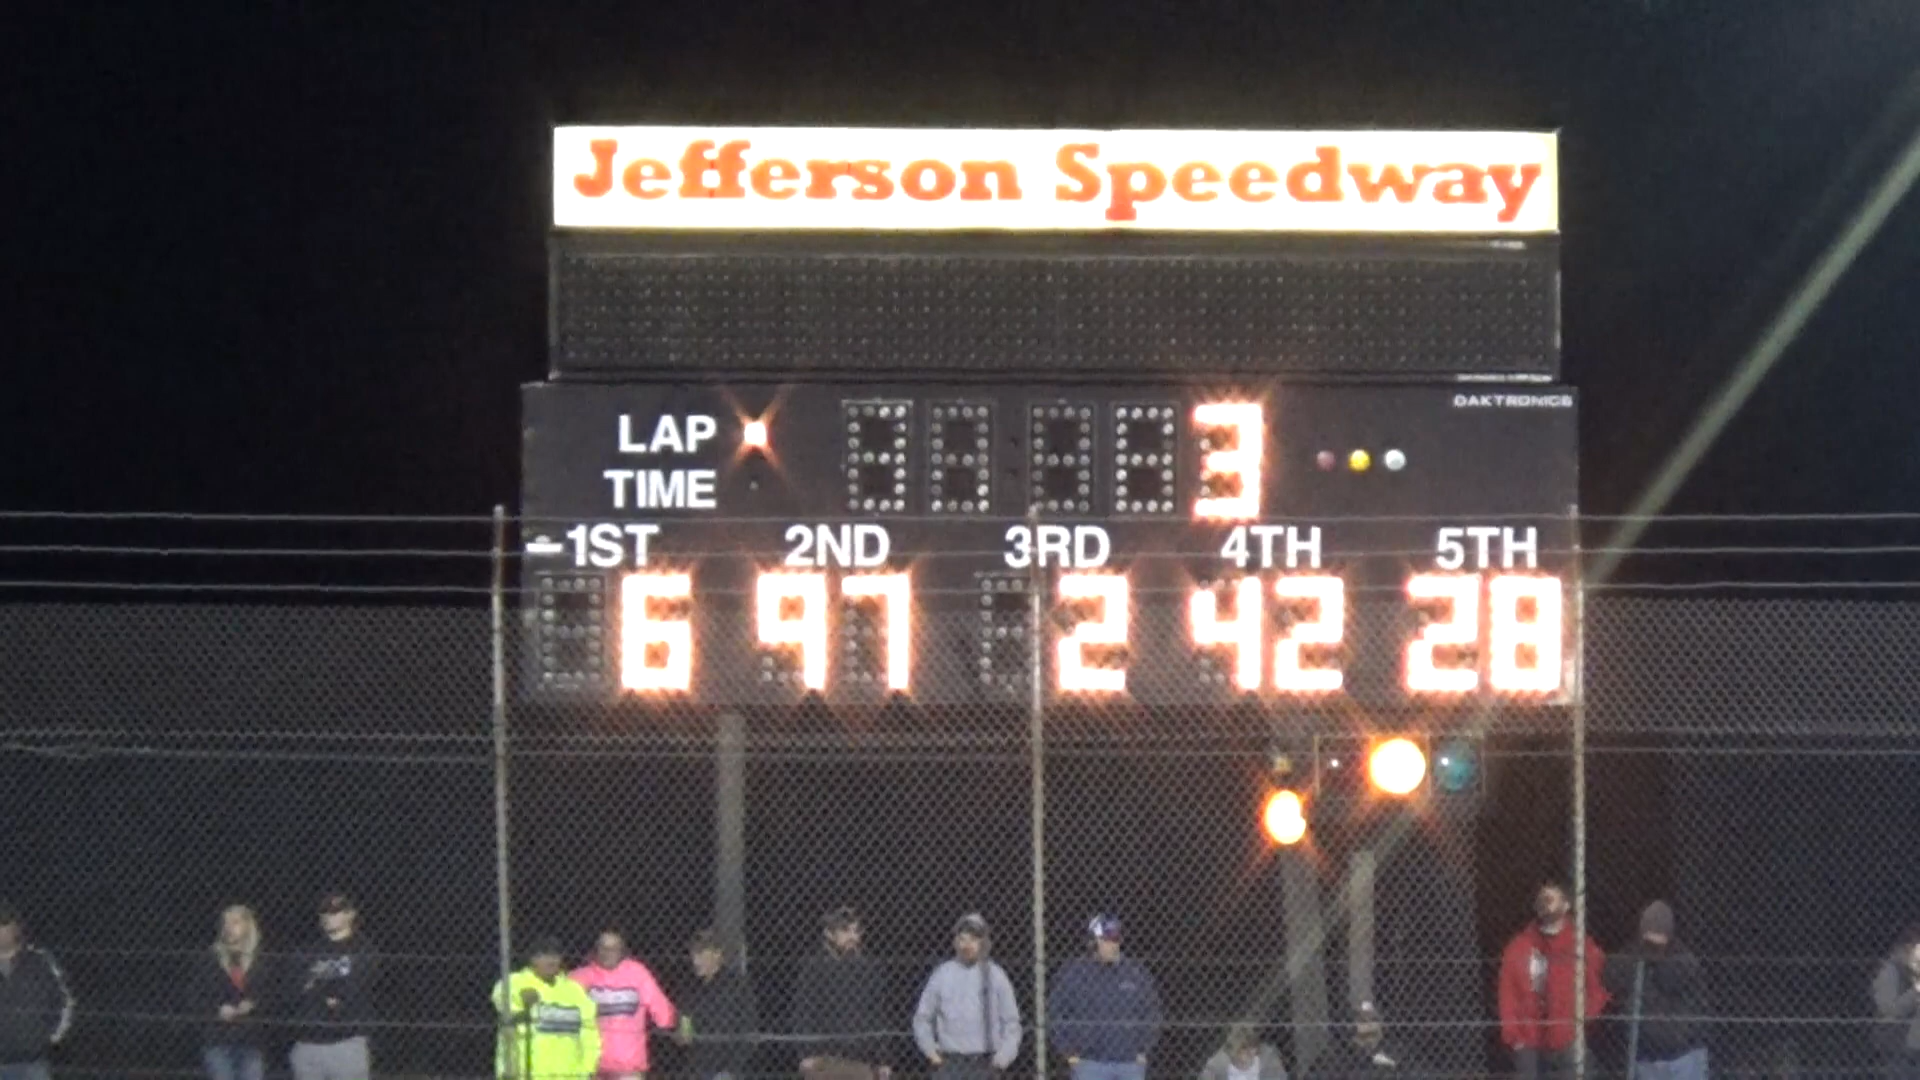 Jefferson Speedway
DAKTRONICS
LAP 3
TIME
1ST 2ND 3RD 4TH 5TH
6 97 2 42 28